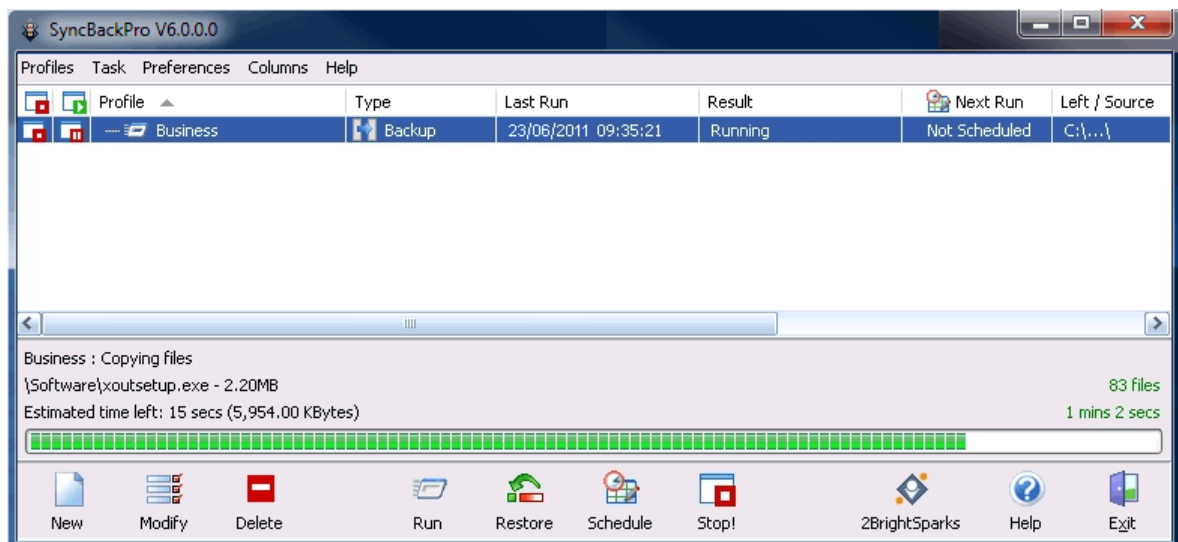 SyncBackPro V6.0.0.0
Profiles Task Preferences Columns Help
Profile Type Last Run Result Next Run Left / Source
Business Backup 23/06/2011 09:35:21 Running Not Scheduled C:\...\
Business : Copying files
\Software\xoutsetup.exe - 2.20MB 83 files
Estimated time left: 15 secs (5,954.00 KBytes) 1 mins 2 secs
New Modify Delete Run Restore Schedule Stop! 2BrightSparks Help Exit